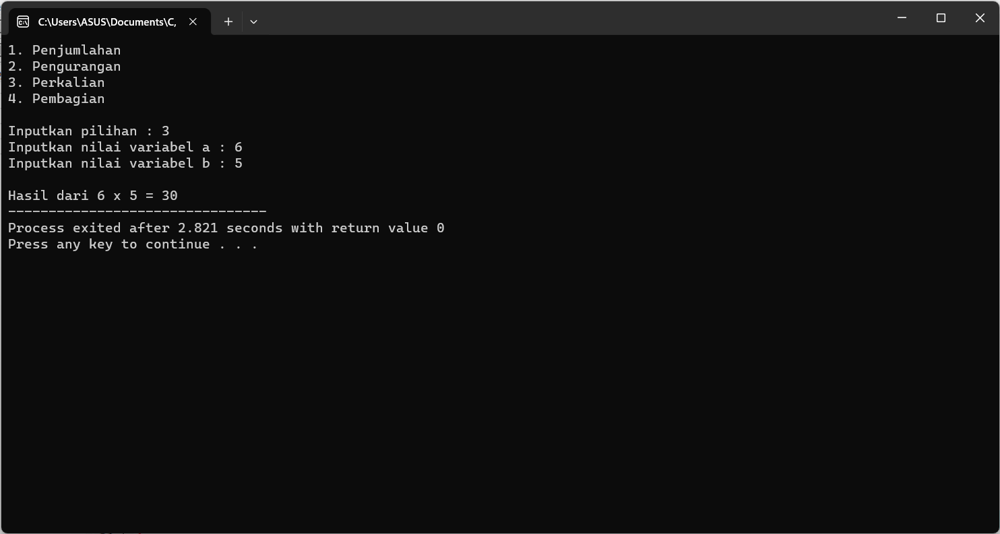 C:\Users\ASUS\Documents\C,
1. Penjumlahan
2. Pengurangan
3. Perkalian
4. Pembagian
Inputkan pilihan : 3
Inputkan nilai variabel a : 6
Inputkan nilai variabel b : 5
Hasil dari 6 x 5 = 30
--------------------------------
Process exited after 2.821 seconds with return value 0
Press any key to continue . . .